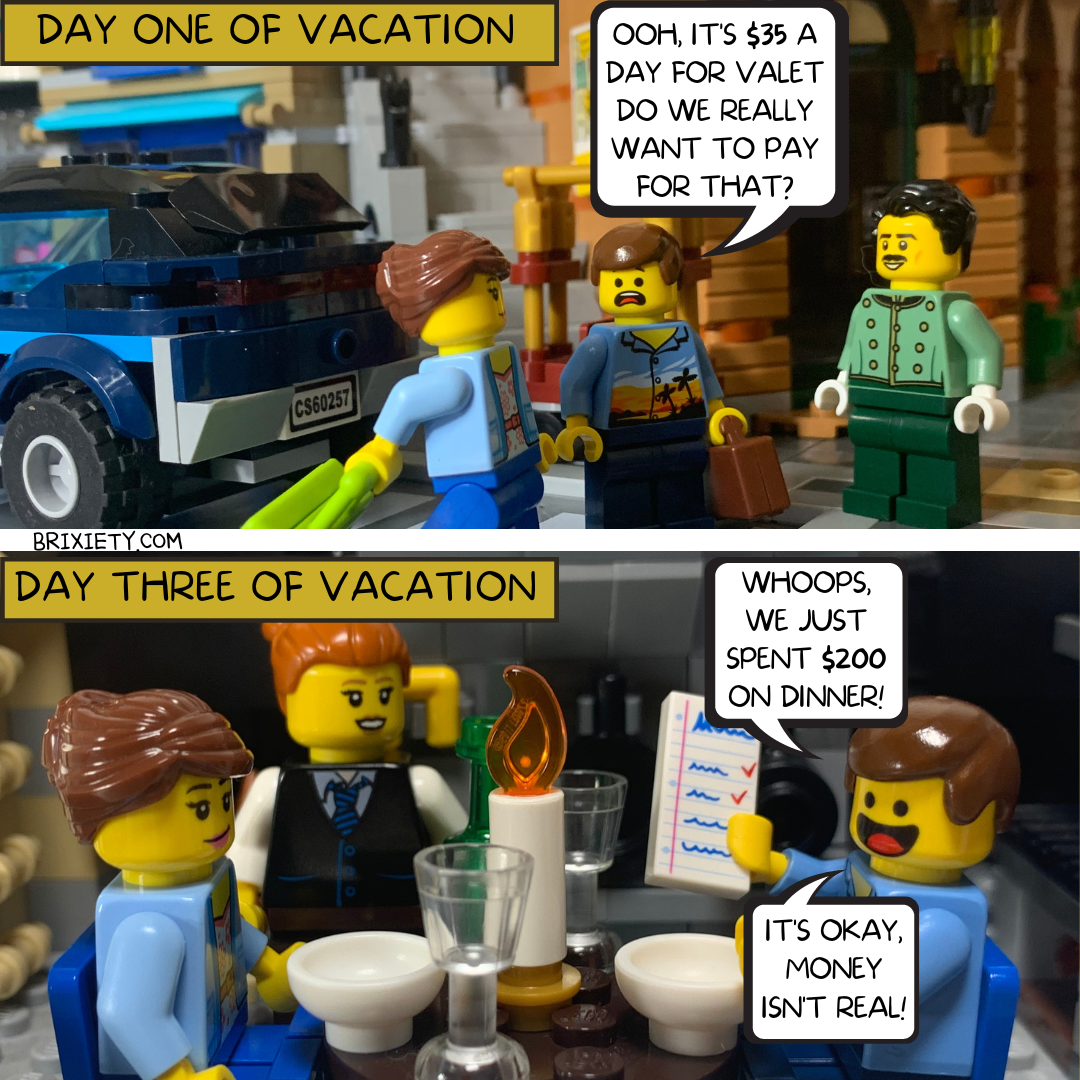 DAY ONE OF VACATION
OOH, IT'S $35 A
DAY FOR VALET
DO WE REALLY
WANT TO PAY
FOR THAT?
CS60257
BRIXIETY.COM
DAY THREE OF VACATION
WHOOPS,
WE JUST
SPENT $200
ON DINNER!
IT'S OKAY,
MONEY
ISN'T REAL!